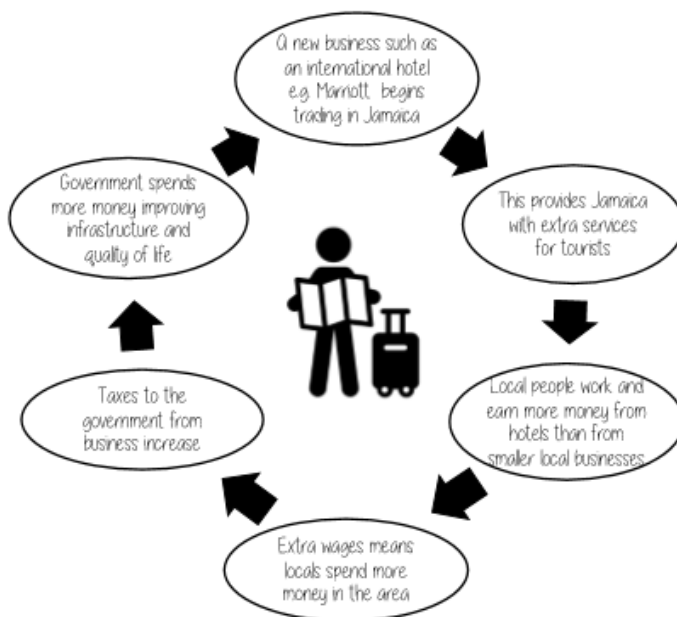 A new business such as
an international hotel
e.g. Marriott begins
trading in Jamaica
This provides Jamaica
with extra services
for tourists
Local people work and
earn more money from
hotels than from
smaller local businesses
Extra wages means
locals spend more
money in the area
Taxes to the
government from
business increase
Government spends
more money improving
infrastructure and
quality of life